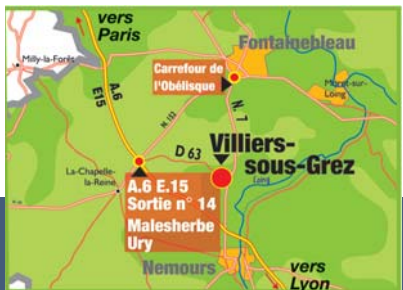 vers
Paris
Fontainebleau
Milly-la-Forêt
A.6
E15
Carrefour de
l'Obélisque
Moret-sur-
Loing
N. 152
N. 7
Villiers-
sous-Grez
D 63
La-Chapelle-
la-Reine
Loing
A.6 E.15
Sortie n° 14
Malesherbe
Ury
Nemours
vers
Lyon